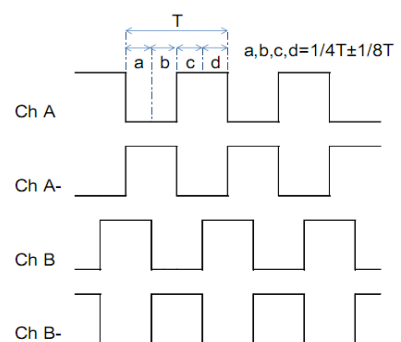 T
a b c d
a,b,c,d=1/4T±1/8T
Ch A
Ch A-
Ch B
Ch B-